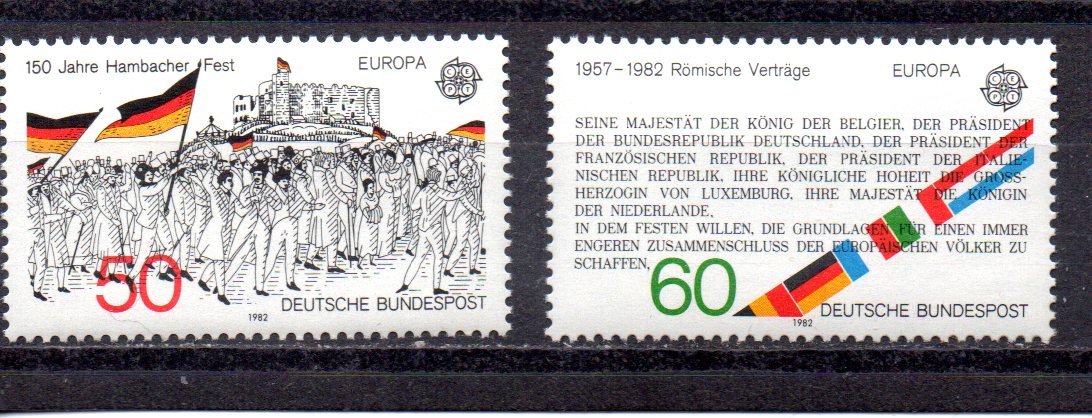 150 Jahre Hambacher Fest
EUROPA
CEPT
50
DEUTSCHE BUNDESPOST
1982
1957-1982 Römische Verträge
EUROPA
CEPT
SEINE MAJESTÄT DER KÖNIG DER BELGIER, DER PRÄSIDENT
DER BUNDESREPUBLIK DEUTSCHLAND, DER PRÄSIDENT DER
FRANZÖSISCHEN REPUBLIK, DER PRÄSIDENT DER ITALIE-
NISCHEN REPUBLIK, IHRE KÖNIGLICHE HOHEIT DIE GROSS-
HERZOGIN VON LUXEMBURG, IHRE MAJESTÄT DIE KÖNIGIN
DER NIEDERLANDE,
IN DEM FESTEN WILLEN, DIE GRUNDLAGEN FÜR EINEN IMMER
ENGEREN ZUSAMMENSCHLUSS DER EUROPÄISCHEN VÖLKER ZU
SCHAFFEN,
60
DEUTSCHE BUNDESPOST
1982